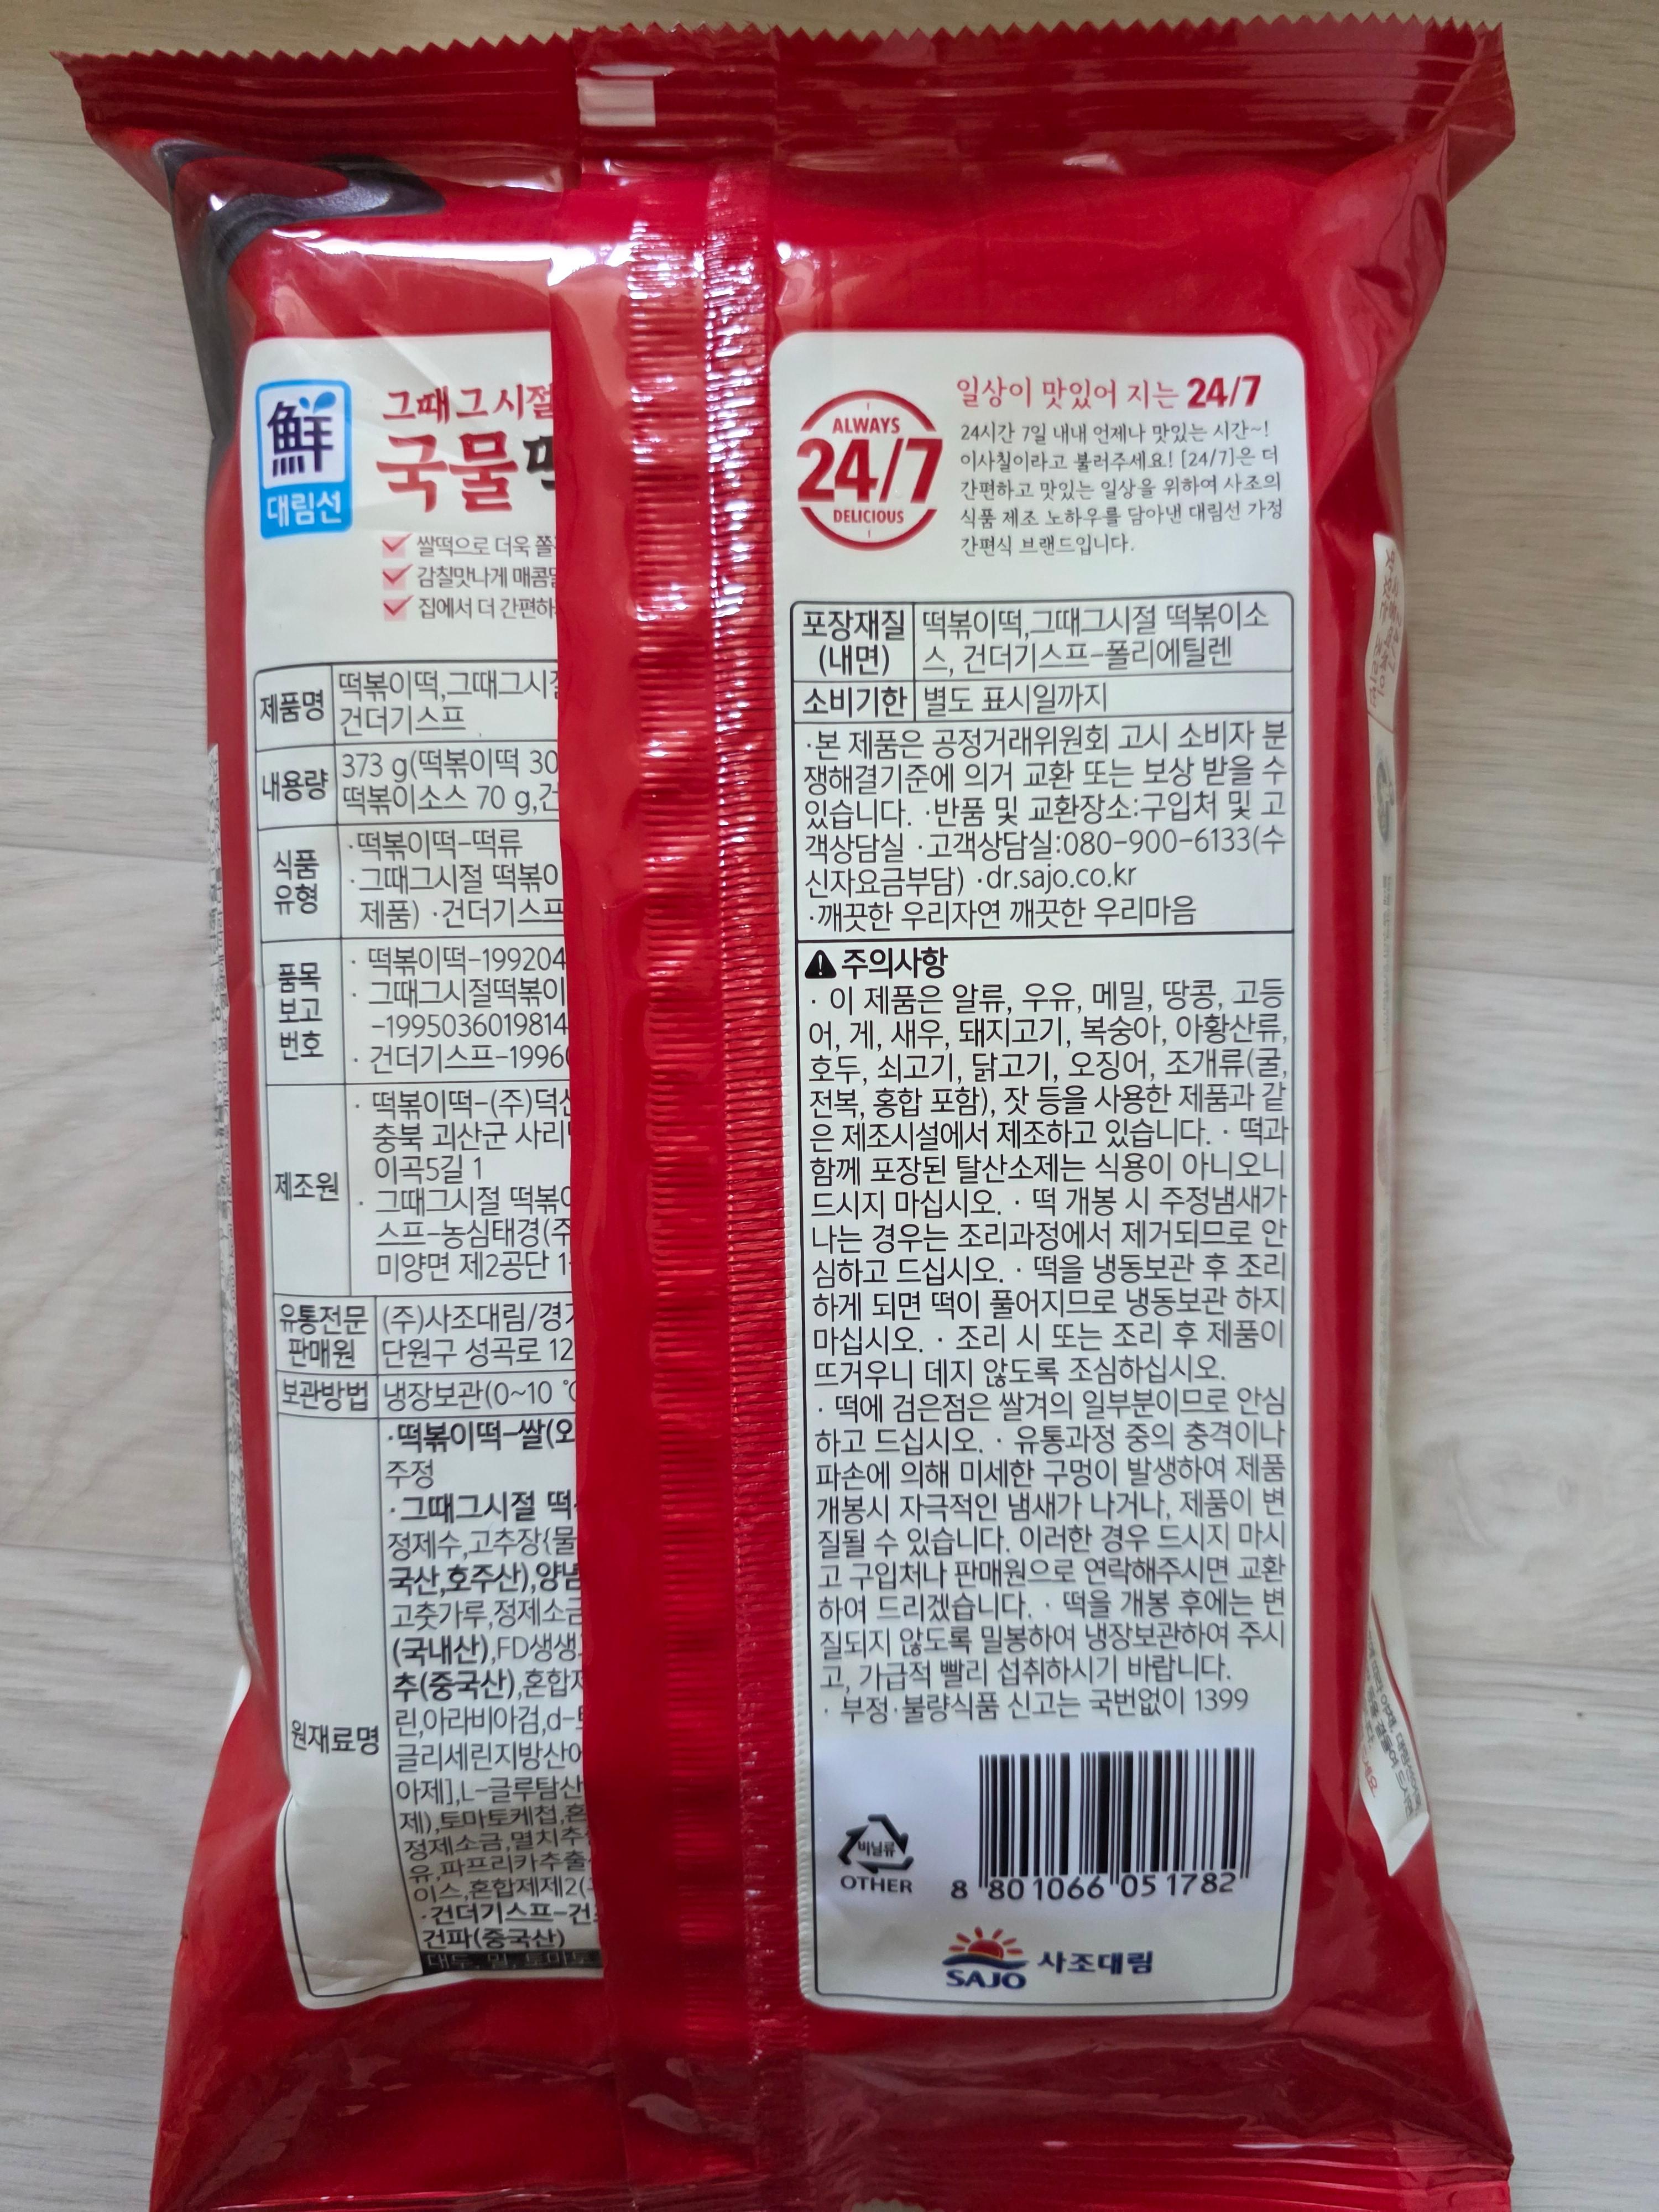 鮮
대림선
그때그시절
국물
쌀떡으로 더욱
감칠맛나게
집에서 더 간편하
제품명
떡볶이떡,그때그시
건더기스프
내용량
373 g(떡볶이떡 30
떡볶이소스 70 g,건
식품
유형
·떡볶이떡-떡류
·그때그시절 떡볶이
제품) ·건더기스프
품목
보고
번호
· 떡볶이떡-199204
· 그때그시절떡볶이
-1995036019814
· 건더기스프-1996
제조원
· 떡볶이떡-(주)덕산
충북 괴산군 사리
이곡5길 1
· 그때그시절 떡볶이
스프-농심태경(주
미양면 제2공단 1
유통전문
판매원
(주)사조대림/경기
단원구 성곡로 12
보관방법
냉장보관(0~10 ℃
원재료명
·떡볶이떡-쌀(외
주정
·그때그시절 떡
정제수,고추장{물
국산,호주산),양념
고춧가루,정제소금
(국내산),FD생생
추(중국산),혼합제
린,아라비아검,d-토
글리세린지방산에
아제],L-글루탐산
제),토마토케첩,혼
정제소금,멸치추
유,파프리카추출
이스,혼합제제2(
·건더기스프-건
건파(중국산)
대두, 밀, 토마토
ALWAYS
24/7
DELICIOUS
일상이 맛있어 지는 24/7
24시간 7일 내내 언제나 맛있는 시간~!
이사칠이라고 불러주세요! [24/7]은 더
간편하고 맛있는 일상을 위하여 사조의
식품 제조 노하우를 담아낸 대림선 가정
간편식 브랜드입니다.
포장재질
(내면)
떡볶이떡,그때그시절 떡볶이소
스, 건더기스프-폴리에틸렌
소비기한
별도 표시일까지
·본 제품은 공정거래위원회 고시 소비자 분
쟁해결기준에 의거 교환 또는 보상 받을 수
있습니다. ·반품 및 교환장소:구입처 및 고
객상담실 ·고객상담실:080-900-6133(수
신자요금부담) ·dr.sajo.co.kr
·깨끗한 우리자연 깨끗한 우리마음
주의사항
· 이 제품은 알류, 우유, 메밀, 땅콩, 고등
어, 게, 새우, 돼지고기, 복숭아, 아황산류,
호두, 쇠고기, 닭고기, 오징어, 조개류(굴,
전복, 홍합 포함), 잣 등을 사용한 제품과 같
은 제조시설에서 제조하고 있습니다. · 떡과
함께 포장된 탈산소제는 식용이 아니오니
드시지 마십시오. · 떡 개봉 시 주정냄새가
나는 경우는 조리과정에서 제거되므로 안
심하고 드십시오. · 떡을 냉동보관 후 조리
하게 되면 떡이 풀어지므로 냉동보관 하지
마십시오. · 조리 시 또는 조리 후 제품이
뜨거우니 데지 않도록 조심하십시오.
· 떡에 검은점은 쌀겨의 일부분이므로 안심
하고 드십시오. · 유통과정 중의 충격이나
파손에 의해 미세한 구멍이 발생하여 제품
개봉시 자극적인 냄새가 나거나, 제품이 변
질될 수 있습니다. 이러한 경우 드시지 마시
고 구입처나 판매원으로 연락해주시면 교환
하여 드리겠습니다. · 떡을 개봉 후에는 변
질되지 않도록 밀봉하여 냉장보관하여 주시
고, 가급적 빨리 섭취하시기 바랍니다.
· 부정·불량식품 신고는 국번없이 1399
비닐류
OTHER
8 801066 051782
SAJO 사조대림